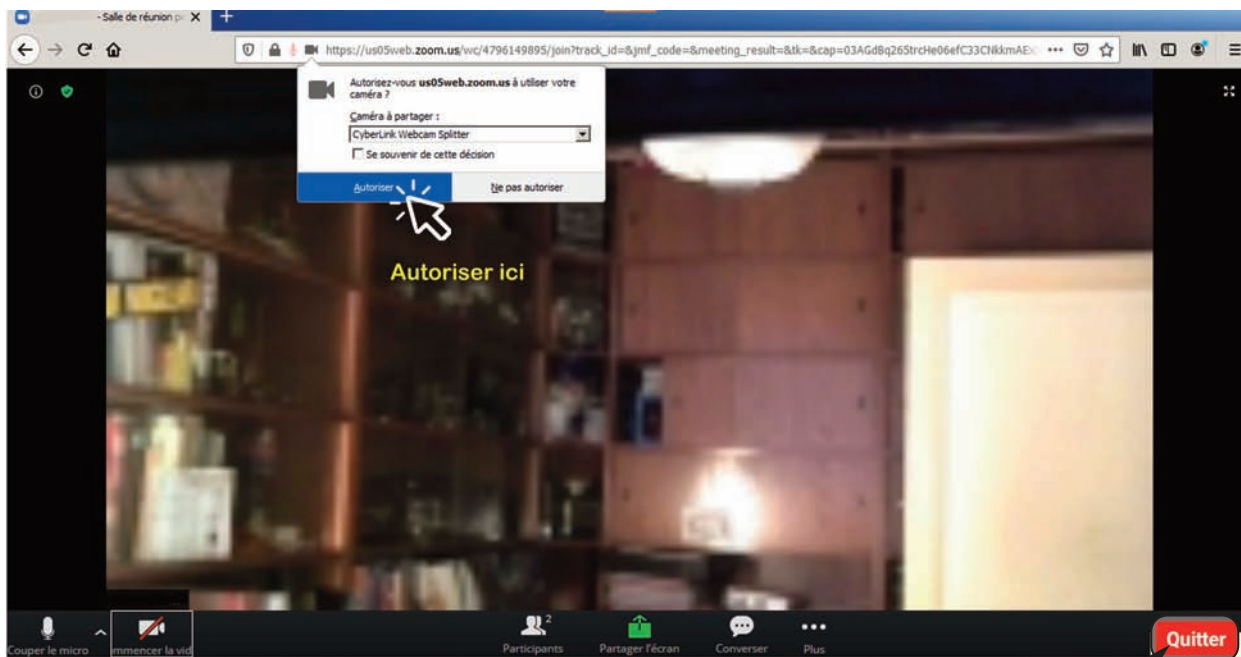 - Salle de réunion p
https://us05web.zoom.us/wc/4796149895/join?track_id=&jmf_code=&meeting_result=&tk=&cap=03AGdBq265trcHe06efC33CNkkmAE
Autorisez-vous us05web.zoom.us à utiliser votre
caméra ?
Caméra à partager :
CyberLink Webcam Splitter
Se souvenir de cette décision
Autoriser
Ne pas autoriser
Autoriser ici
Couper le micro
mmencer la vid
2
Participants
Partager l'écran
Converser
Plus
Quitter